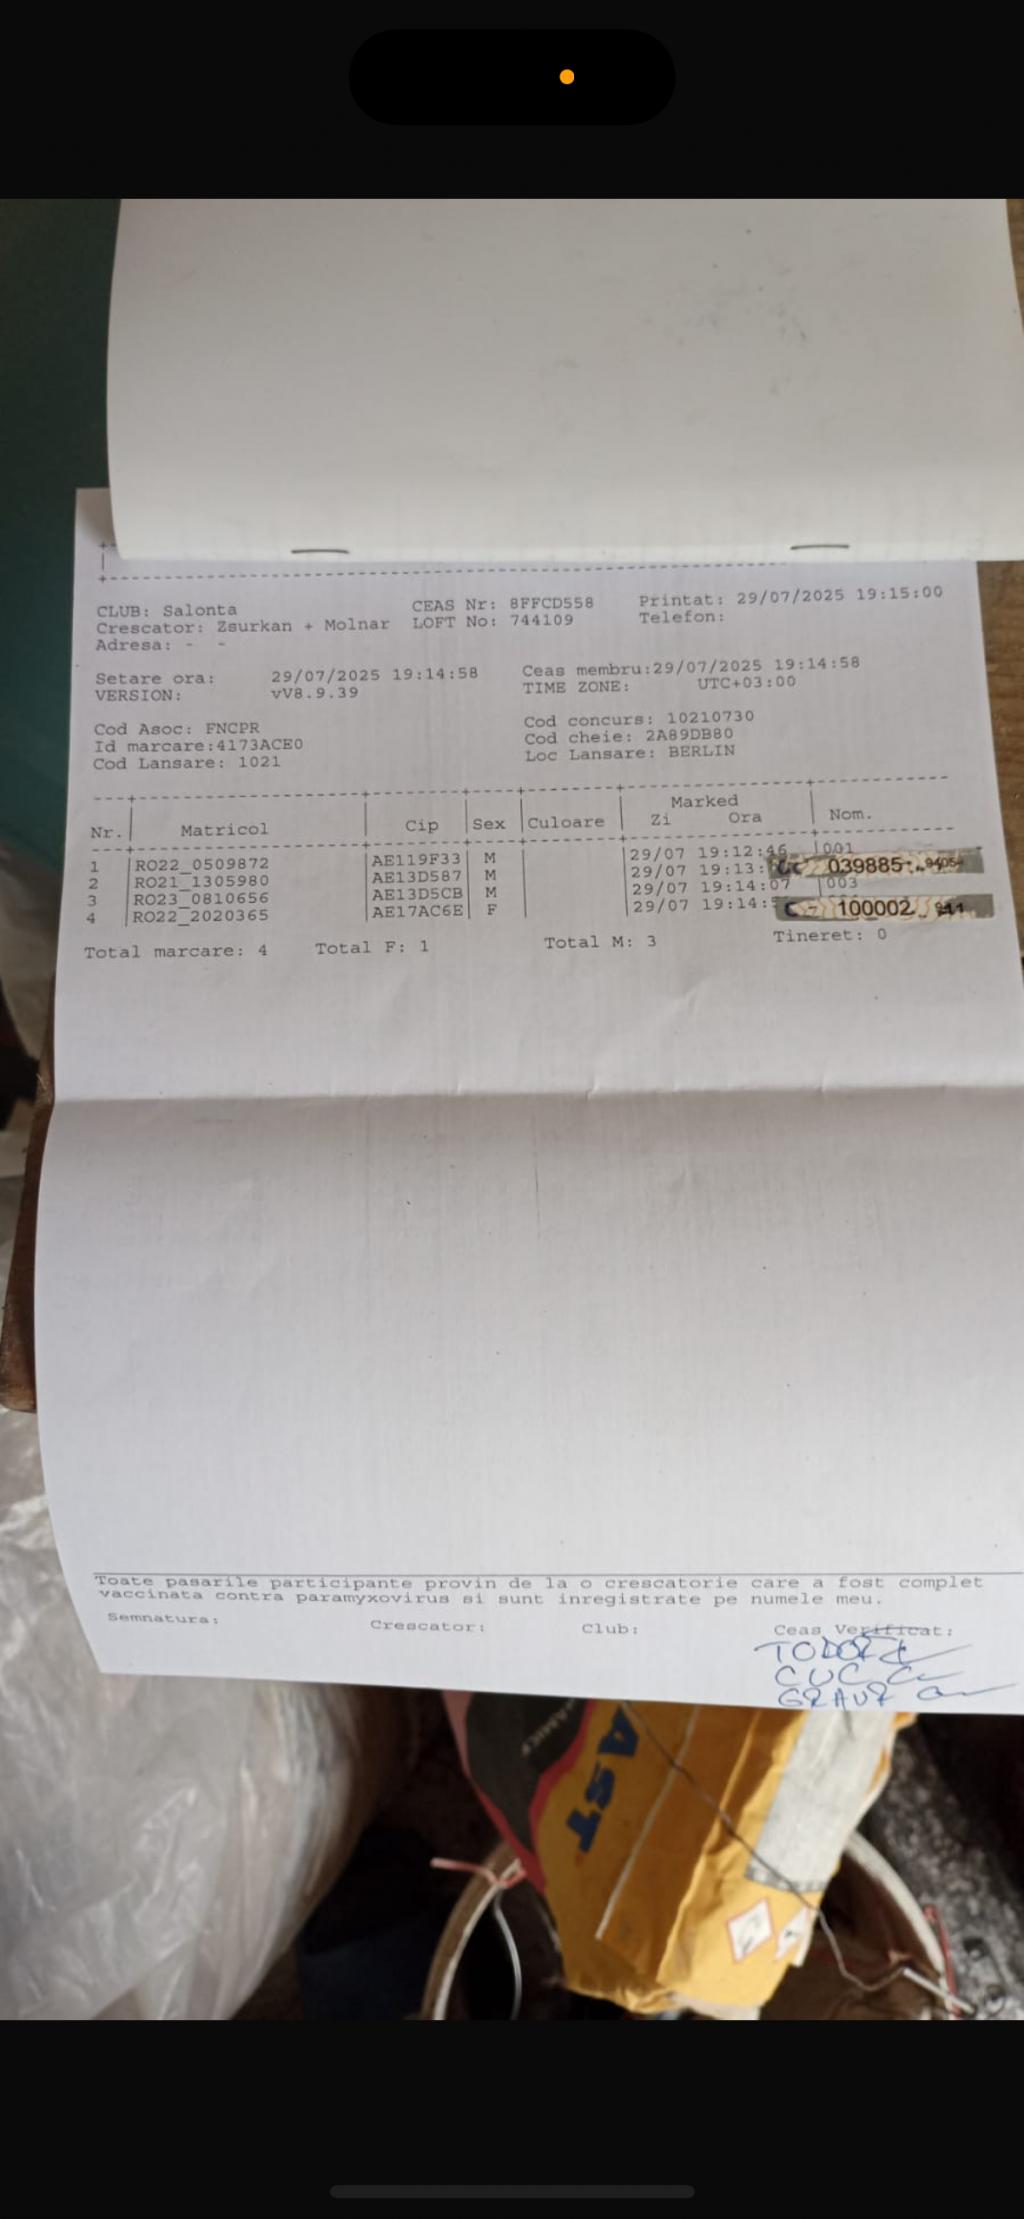 CLUB: Salonta CEAS Nr: 8FFCD558 Printat: 29/07/2025 19:15:00
Crescator: Zsurkan + Molnar LOFT No: 744109 Telefon:
Adresa: - -
Setare ora: 29/07/2025 19:14:58 Ceas membru:29/07/2025 19:14:58
VERSION: vV8.9.39 TIME ZONE: UTC+03:00
Cod Asoc: FNCPR Cod concurs: 10210730
Id marcare:4173ACE0 Cod cheie: 2A89DB80
Cod Lansare: 1021 Loc Lansare: BERLIN
Marked
Nr. Matricol Cip Sex Culoare Zi Ora Nom.
1 RO22_0509872 AE119F33 M 29/07 19:12:46 001
2 RO21_1305980 AE13D587 M 29/07 19:13: 039885
3 RO23_0810656 AE13D5CB M 29/07 19:14:07 003
4 RO22_2020365 AE17AC6E F 29/07 19:14: 100002
Total marcare: 4 Total F: 1 Total M: 3 Tineret: 0
Toate pasarile participante provin de la o crescatorie care a fost complet
vaccinata contra paramyxovirus si sunt inregistrate pe numele meu.
Semnatura: Crescator: Club: Ceas Verificat:
CUC
GRAUR
AST